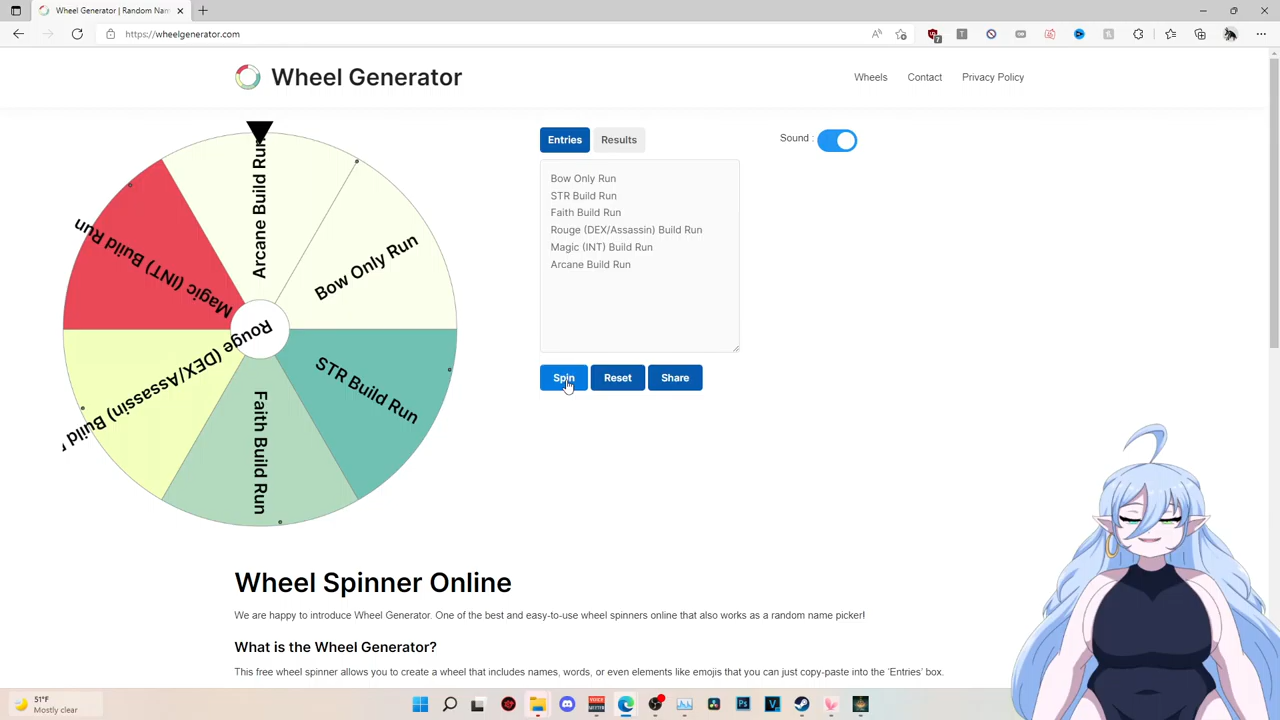 Wheel Generator | Random Nam
https://wheelgenerator.com
Wheel Generator
Wheels
Contact
Privacy Policy
Entries
Results
Sound :
Bow Only Run
STR Build Run
Faith Build Run
Rouge (DEX/Assassin) Build Run
Magic (INT) Build Run
Arcane Build Run
Arcane Build Run
Bow Only Run
STR Build Run
Faith Build Run
Rouge (DEX/Assassin) Build
Magic (INT) Build Run
Spin
Reset
Share
Wheel Spinner Online
We are happy to introduce Wheel Generator. One of the best and easy-to-use wheel spinners online that also works as a random name picker!
What is the Wheel Generator?
This free wheel spinner allows you to create a wheel that includes names, words, or even elements like emojis that you can just copy-paste into the 'Entries' box.
51°F
Mostly clear